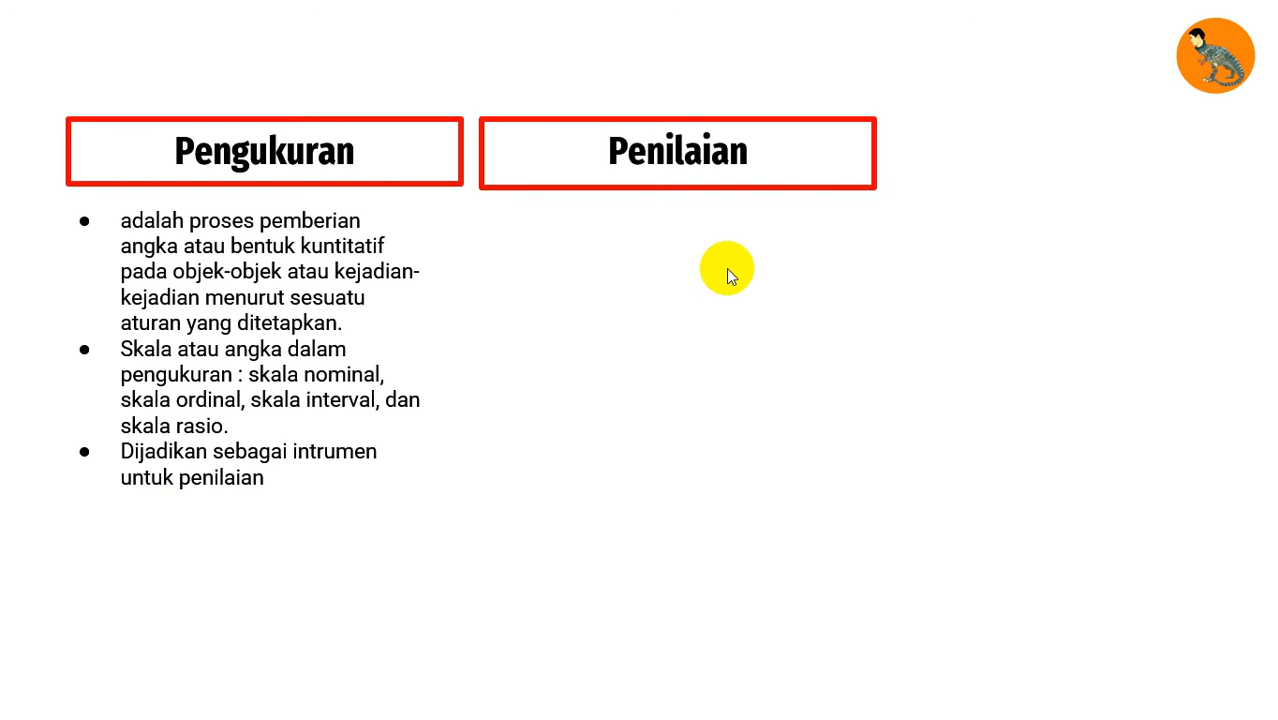 Pengukuran
Penilaian
● adalah proses pemberian
angka atau bentuk kuntitatif
pada objek-objek atau kejadian-
kejadian menurut sesuatu
aturan yang ditetapkan.
● Skala atau angka dalam
pengukuran : skala nominal,
skala ordinal, skala interval, dan
skala rasio.
● Dijadikan sebagai intrumen
untuk penilaian